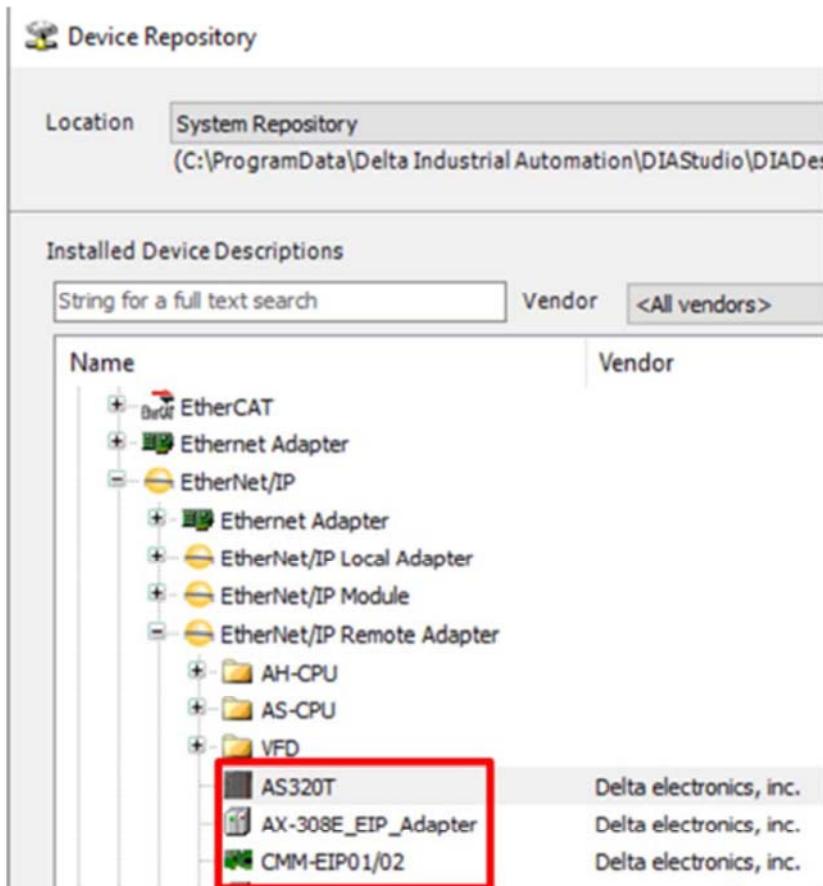 Device Repository
Location System Repository
(C:\ProgramData\Delta Industrial Automation\DIAStudio\DIADes
Installed Device Descriptions
String for a full text search Vendor <All vendors>
Name Vendor
EtherCAT EtherCAT
Ethernet Adapter
EtherNet/IP
Ethernet Adapter
EtherNet/IP Local Adapter
EtherNet/IP Module
EtherNet/IP Remote Adapter
AH-CPU
AS-CPU
VFD
AS320T Delta electronics, inc.
AX-308E_EIP_Adapter Delta electronics, inc.
CMM-EIP01/02 Delta electronics, inc.